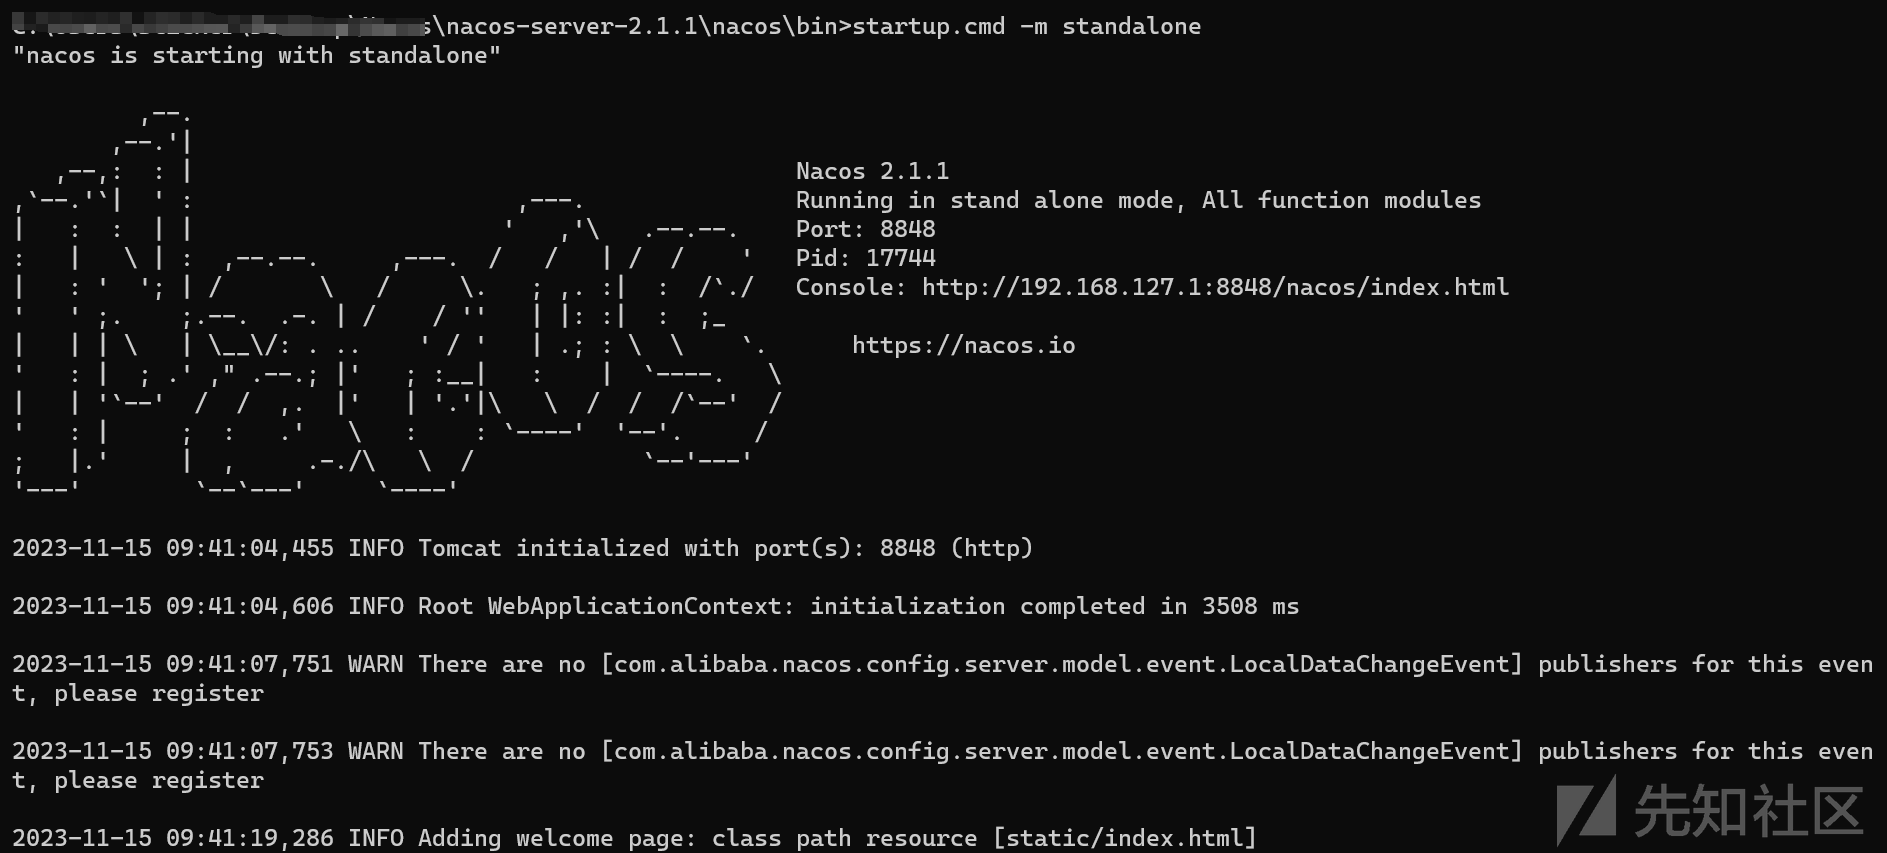 \nacos-server-2.1.1\nacos\bin>startup.cmd -m standalone
"nacos is starting with standalone"
Nacos 2.1.1
Running in stand alone mode, All function modules
Port: 8848
Pid: 17744
Console: http://192.168.127.1:8848/nacos/index.html
https://nacos.io
2023-11-15 09:41:04,455 INFO Tomcat initialized with port(s): 8848 (http)
2023-11-15 09:41:04,606 INFO Root WebApplicationContext: initialization completed in 3508 ms
2023-11-15 09:41:07,751 WARN There are no [com.alibaba.nacos.config.server.model.event.LocalDataChangeEvent] publishers for this even
t, please register
2023-11-15 09:41:07,753 WARN There are no [com.alibaba.nacos.config.server.model.event.LocalDataChangeEvent] publishers for this even
t, please register
2023-11-15 09:41:19,286 INFO Adding welcome page: class path resource [static/index.html]
先知社区